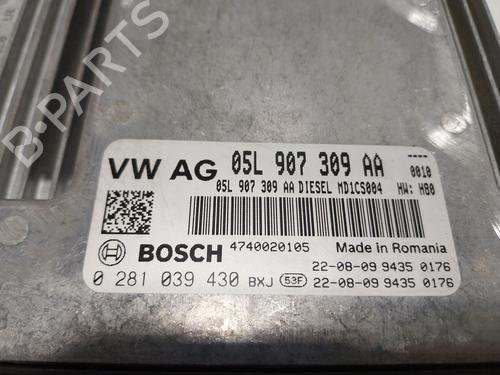 VW AG 05L 907 309 AA ----
05L 907 309 AA DIESEL MD1CS004 0010
HW: H80
BOSCH 4740020105 Made in Romania
22-08-09 9435 0176
0 281 039 430 BXJ 53F 22-08-09 9435 0176
B-PARTS